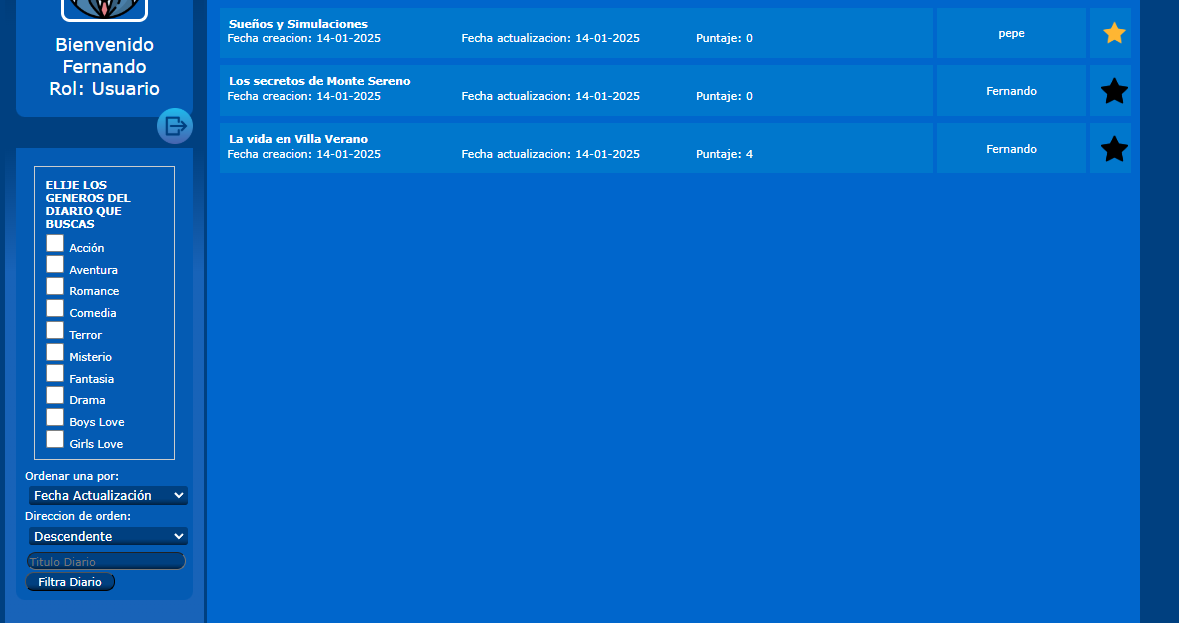 Bienvenido
Fernando
Rol: Usuario
ELIJE LOS
GENEROS DEL
DIARIO QUE
BUSCAS
Acción
Aventura
Romance
Comedia
Terror
Misterio
Fantasia
Drama
Boys Love
Girls Love
Ordenar una por:
Fecha Actualización
Direccion de orden:
Descendente
Titulo Diario
Filtra Diario
Sueños y Simulaciones
Fecha creacion: 14-01-2025 Fecha actualizacion: 14-01-2025 Puntaje: 0
pepe
Los secretos de Monte Sereno
Fecha creacion: 14-01-2025 Fecha actualizacion: 14-01-2025 Puntaje: 0
Fernando
La vida en Villa Verano
Fecha creacion: 14-01-2025 Fecha actualizacion: 14-01-2025 Puntaje: 4
Fernando